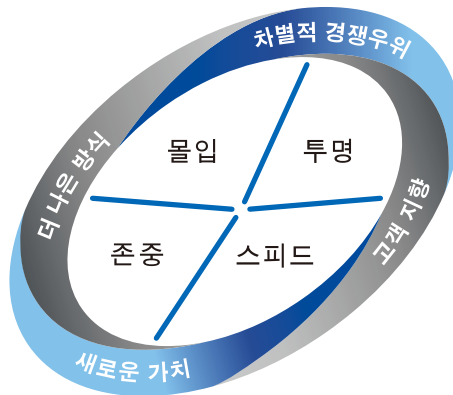 차별적 경쟁우위
몰입
투명
더 나은 방식
고객 지향
존중
스피드
새로운 가치